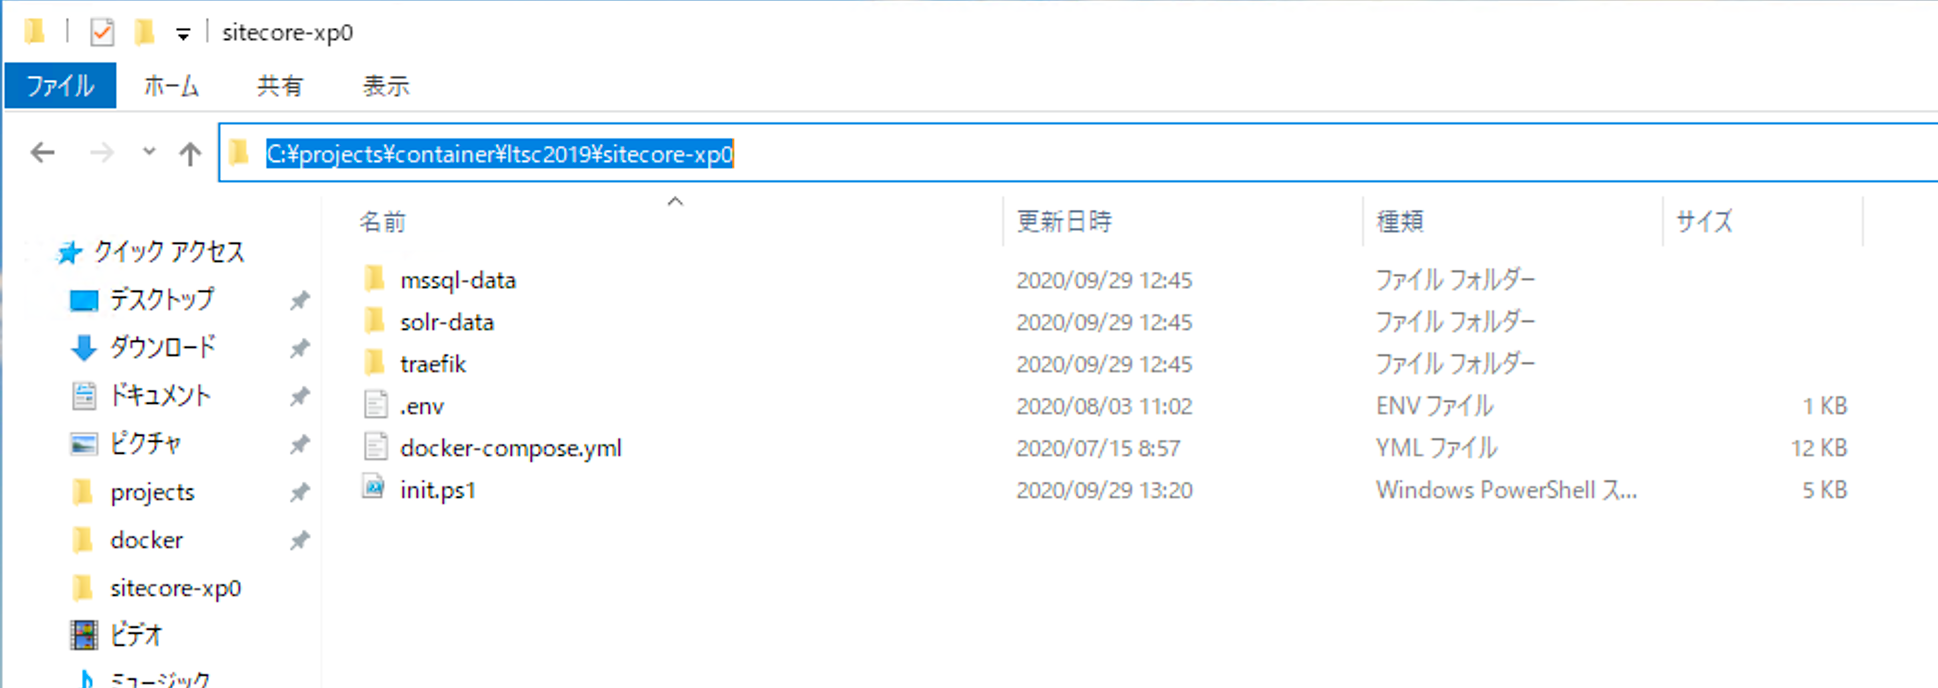 sitecore-xp0
ファイル ホーム 共有 表示
C:¥projects¥container¥ltsc2019¥sitecore-xp0
名前 更新日時 種類 サイズ
クイック アクセス
デスクトップ
ダウンロード
ドキュメント
ピクチャ
projects
docker
sitecore-xp0
ビデオ
ミュージック
mssql-data 2020/09/29 12:45 ファイル フォルダー
solr-data 2020/09/29 12:45 ファイル フォルダー
traefik 2020/09/29 12:45 ファイル フォルダー
.env 2020/08/03 11:02 ENV ファイル 1 KB
docker-compose.yml 2020/07/15 8:57 YML ファイル 12 KB
init.ps1 2020/09/29 13:20 Windows PowerShell ス... 5 KB